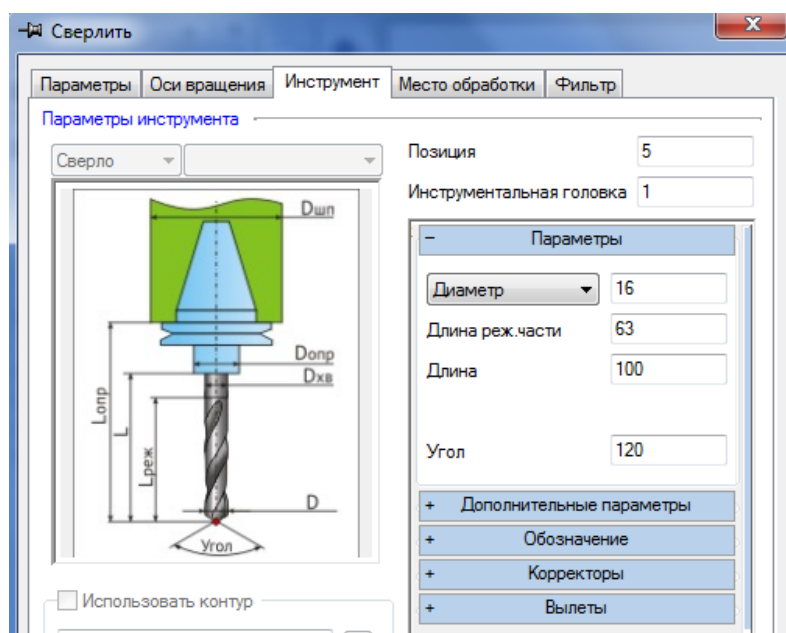 Сверлить
Параметры Оси вращения Инструмент Место обработки Фильтр
Параметры инструмента
Сверло
Позиция 5
Инструментальная головка 1
− Параметры
Диаметр 16
Длина реж.части 63
Длина 100
Угол 120
+ Дополнительные параметры
+ Обозначение
+ Корректоры
+ Вылеты
Dшп
Dопр
Dхв
Lопр
L
Lреж
D
Угол
Использовать контур